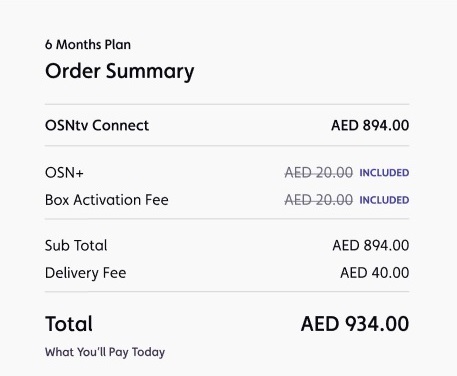 6 Months Plan
Order Summary
OSNtv Connect AED 894.00
OSN+ AED 20.00 INCLUDED
Box Activation Fee AED 20.00 INCLUDED
Sub Total AED 894.00
Delivery Fee AED 40.00
Total AED 934.00
What You'll Pay Today